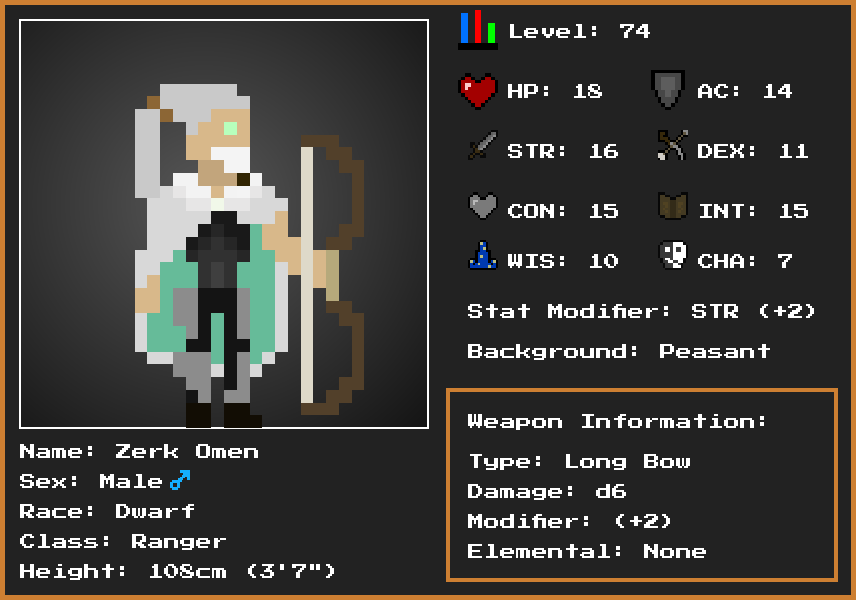 Level: 74
HP: 18
AC: 14
STR: 16
DEX: 11
CON: 15
INT: 15
WIS: 10
CHA: 7
Stat Modifier: STR (+2)
Background: Peasant
Weapon Information:
Type: Long Bow
Damage: d6
Modifier: (+2)
Elemental: None
Name: Zerk Omen
Sex: Male ♂
Race: Dwarf
Class: Ranger
Height: 108cm (3'7")